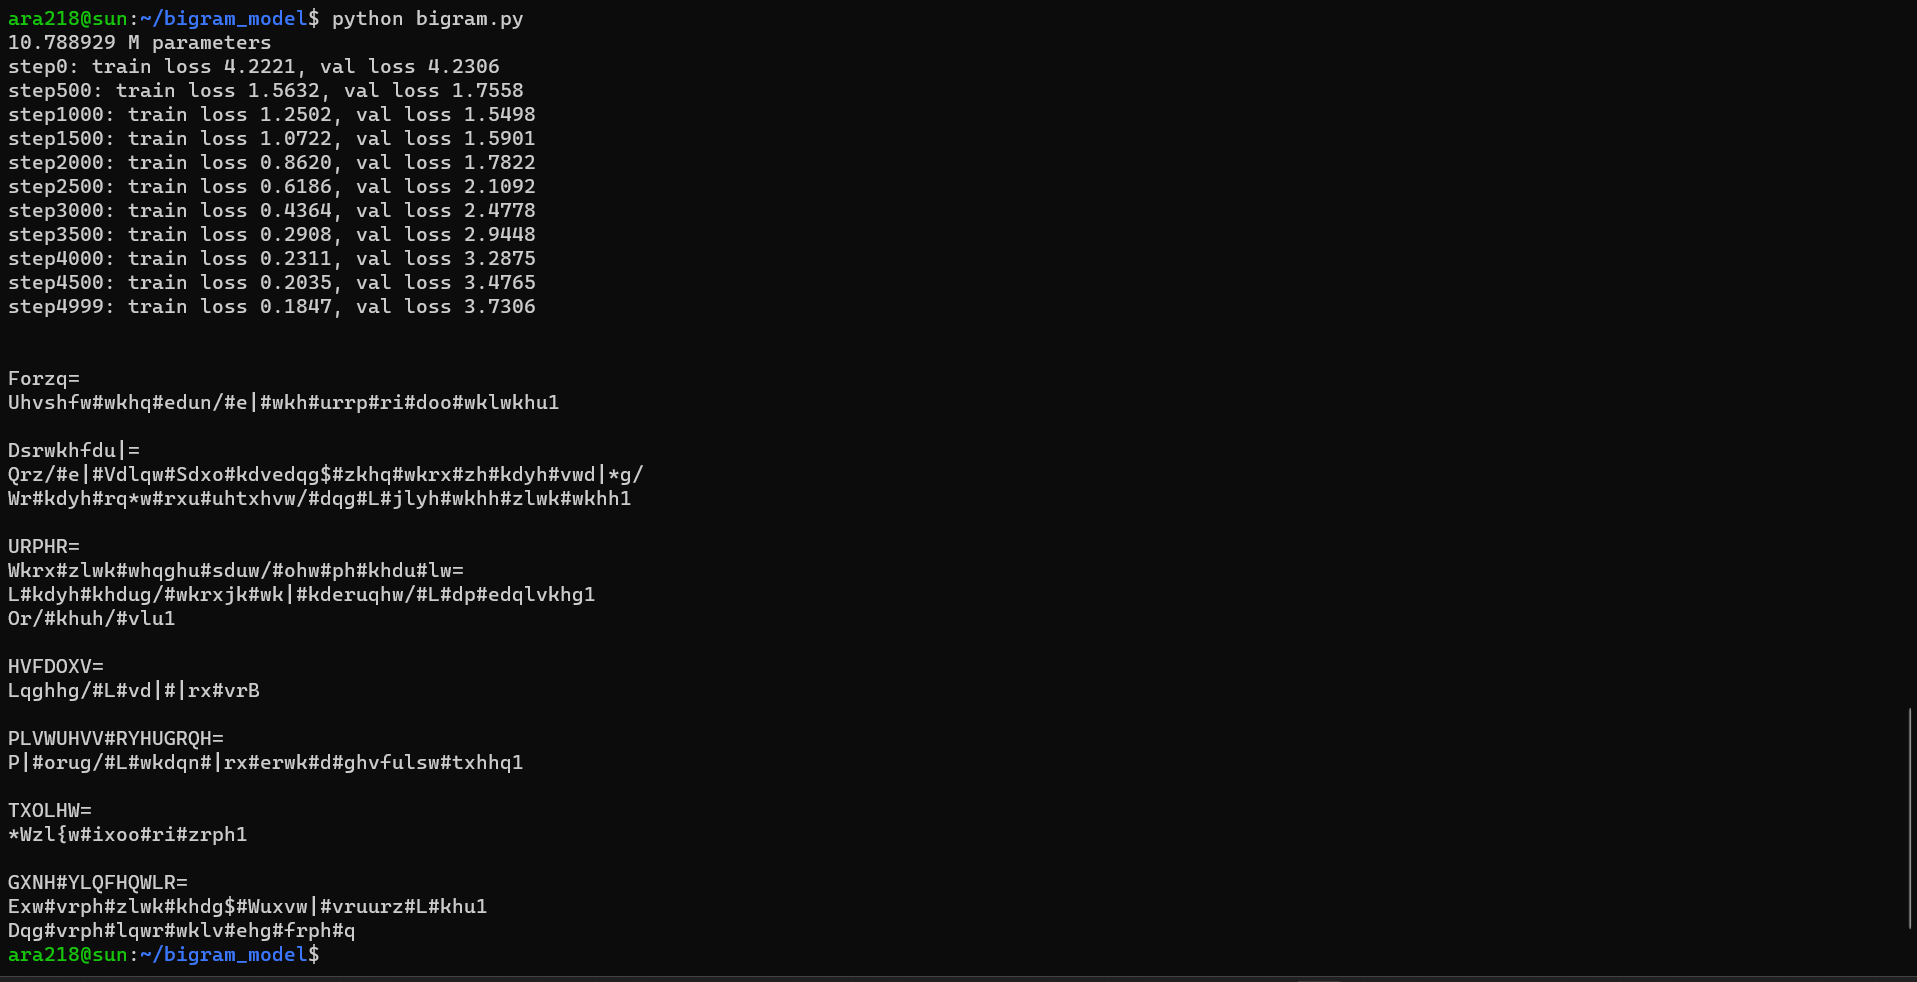 ara218@sun:~/bigram_model$ python bigram.py
10.788929 M parameters
step0: train loss 4.2221, val loss 4.2306
step500: train loss 1.5632, val loss 1.7558
step1000: train loss 1.2502, val loss 1.5498
step1500: train loss 1.0722, val loss 1.5901
step2000: train loss 0.8620, val loss 1.7822
step2500: train loss 0.6186, val loss 2.1092
step3000: train loss 0.4364, val loss 2.4778
step3500: train loss 0.2908, val loss 2.9448
step4000: train loss 0.2311, val loss 3.2875
step4500: train loss 0.2035, val loss 3.4765
step4999: train loss 0.1847, val loss 3.7306
Forzq=
Uhvshfw#wkhq#edun/#e|#wkh#urrp#ri#doo#wklwkhu1
Dsrwkhfdu|=
Qrz/#e|#Vdlqw#Sdxo#kdvedqg$#zkhq#wkrx#zh#kdyh#vwd|*g/
Wr#kdyh#rq*w#rxu#uhtxhvw/#dqg#L#jlyh#wkhh#zlwk#wkhh1
URPHR=
Wkrx#zlwk#whqghu#sduw/#ohw#ph#khdu#lw=
L#kdyh#khdug/#wkrxjk#wk|#kderuqhw/#L#dp#edqlvkhg1
Or/#khuh/#vlu1
HVFDOXV=
Lqghhg/#L#vd|#|rx#vrB
PLVWUHVV#RYHUGRQH=
P|#orug/#L#wkdqn#|rx#erwk#d#ghvfulsw#txhhq1
TXOLHW=
*Wzl{w#ixoo#ri#zrph1
GXNH#YLQFHQWLR=
Exw#vrph#zlwk#khdg$#Wuxvw|#vruurz#L#khu1
Dqg#vrph#lqwr#wklv#ehg#frph#q
ara218@sun:~/bigram_model$